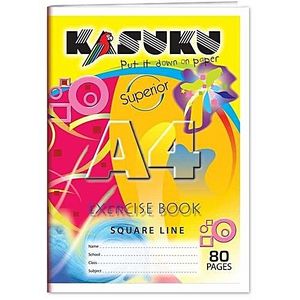 KASUKU
Put it down on paper
Superior
A4
EXERCISE BOOK
SQUARE LINE
Name :
School :
Class :
Subject :
80
PAGES